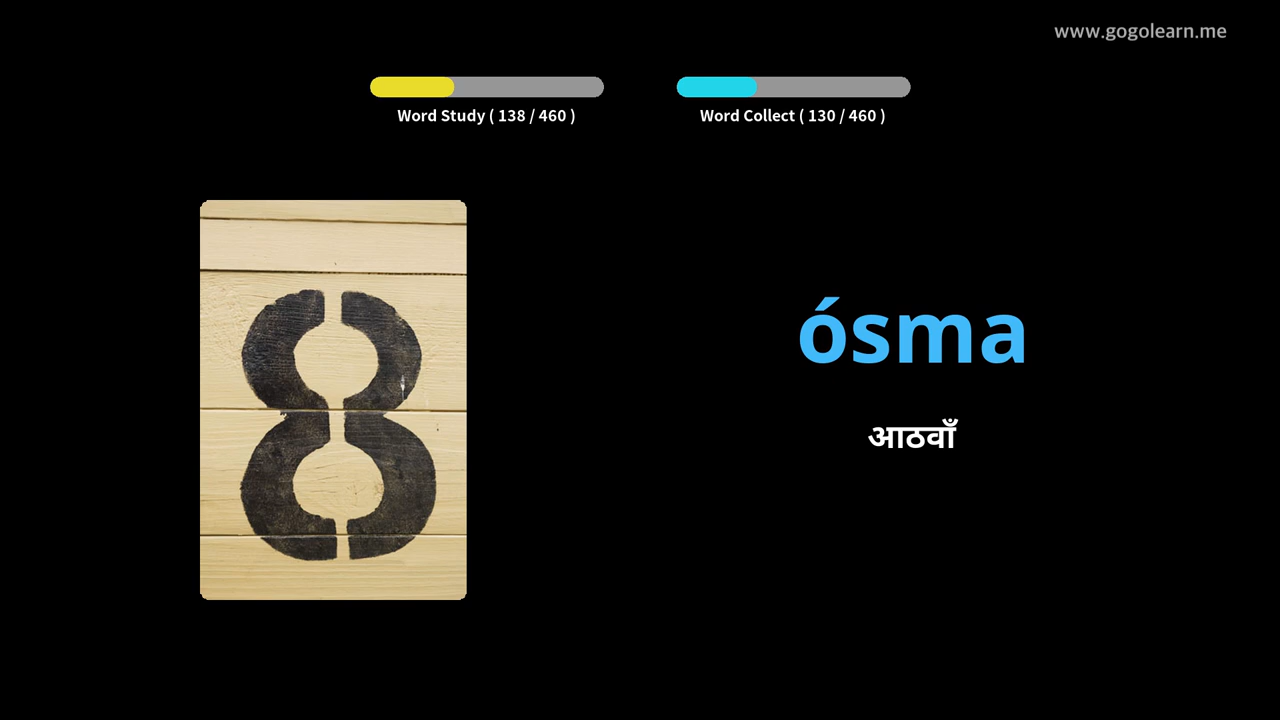 www.gogolearn.me
Word Study ( 138 / 460 )
Word Collect ( 130 / 460 )
8
ósma
आठवाँ